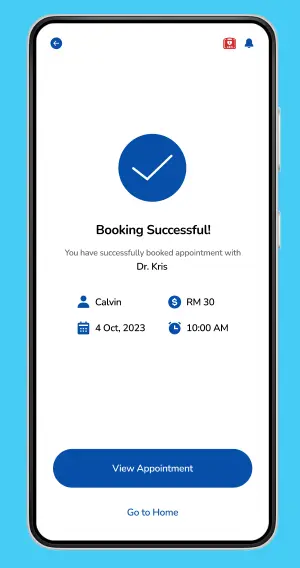 Booking Successful!
You have successfully booked appointment with
Dr. Kris
Calvin
RM 30
4 Oct, 2023
10:00 AM
View Appointment
Go to Home